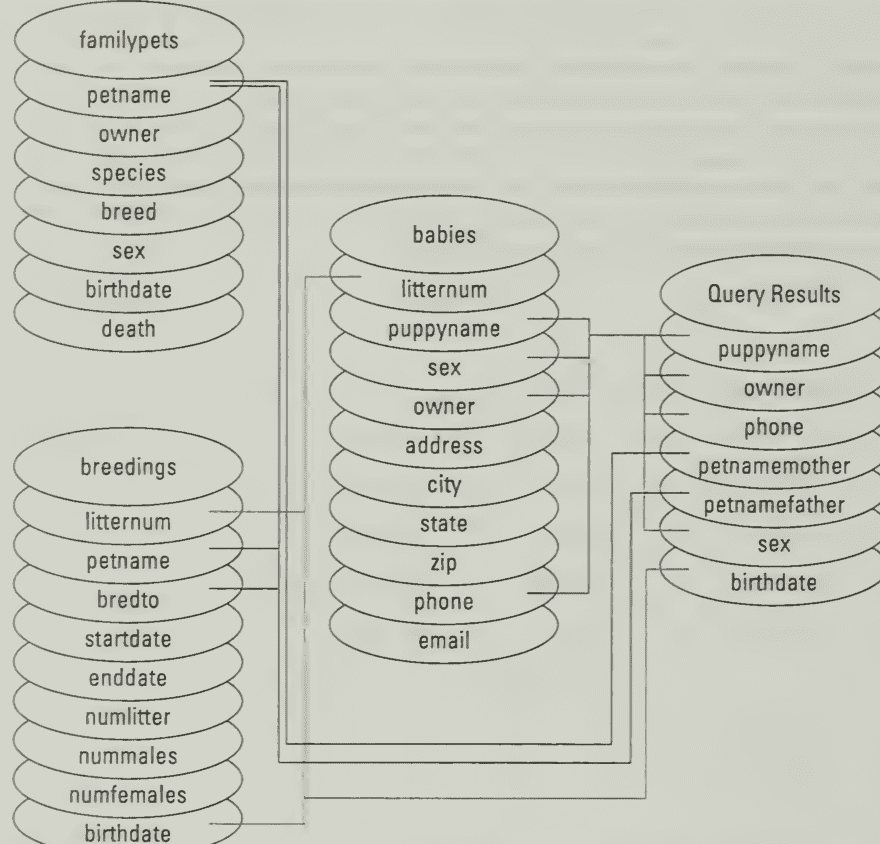 familypets
petname
owner
species
breed
sex
birthdate
death
breedings
litternum
petname
bredto
startdate
enddate
numlitter
nummales
numfemales
birthdate
babies
litternum
puppyname
sex
owner
address
city
state
zip
phone
email
Query Results
puppyname
owner
phone
petnamemother
petnamefather
sex
birthdate